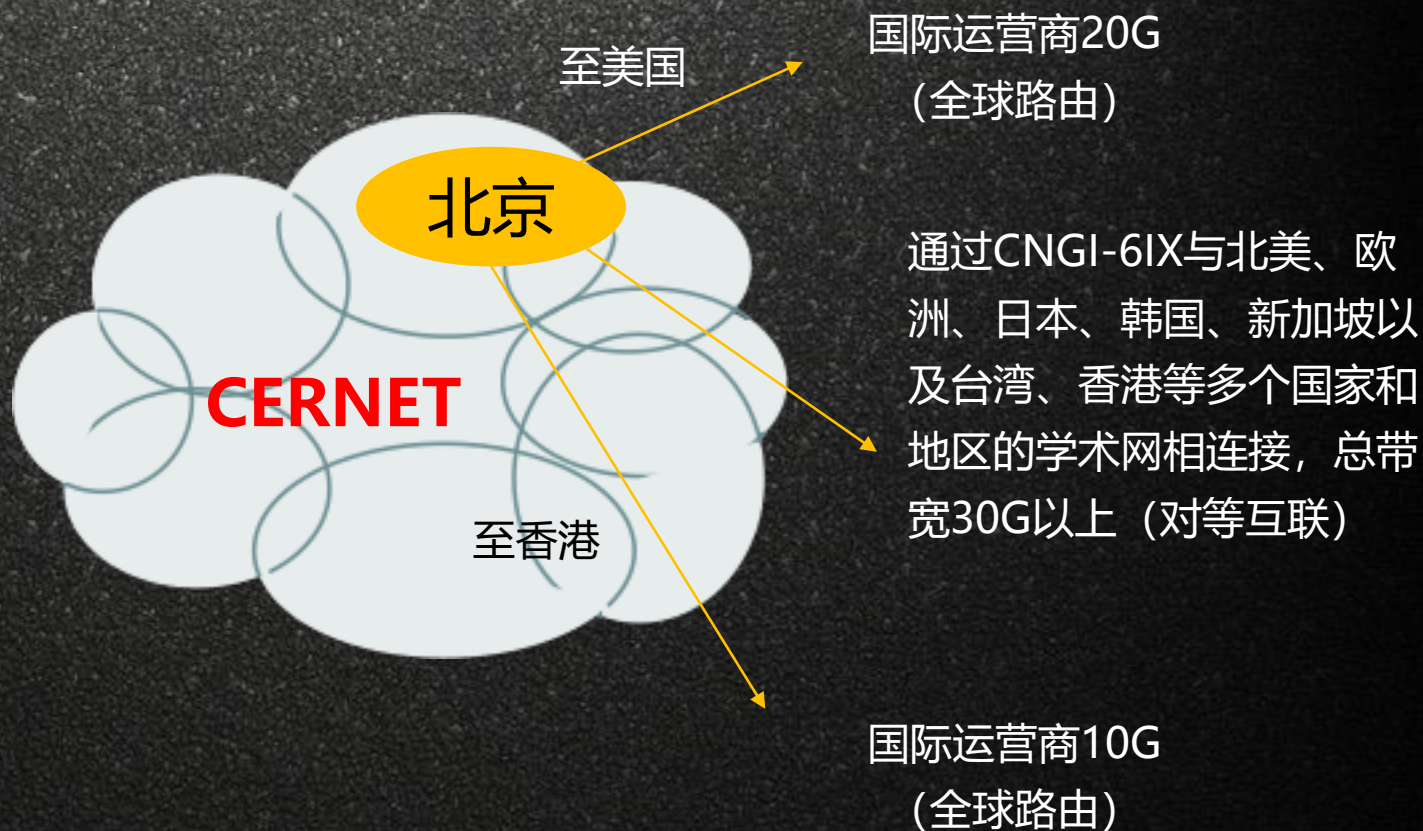 国际运营商20G
（全球路由）
至美国
北京
通过CNGI-6IX与北美、欧
洲、日本、韩国、新加坡以
及台湾、香港等多个国家和
地区的学术网相连接，总带
宽30G以上（对等互联）
CERNET
至香港
国际运营商10G
（全球路由）